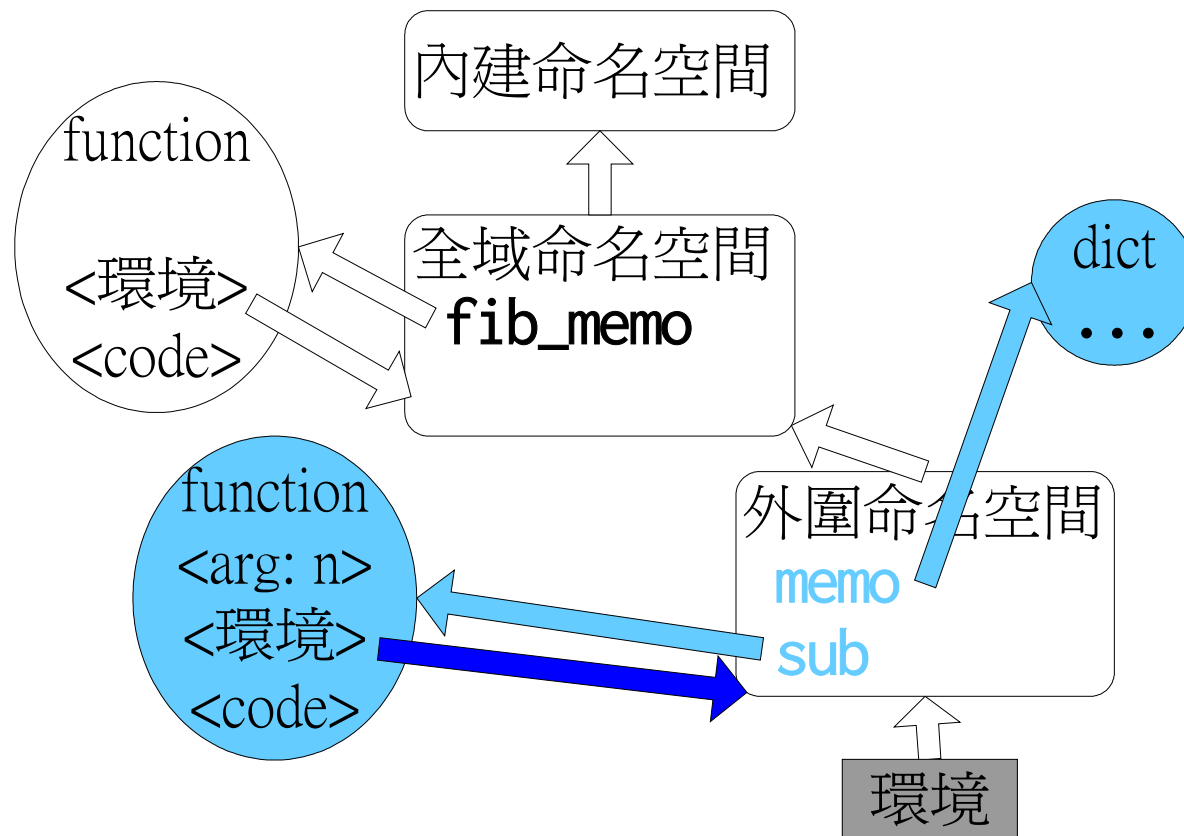 內建命名空間
function
<環境>
<code>
全域命名空間
fib_memo
dict
...
function
<arg: n>
<環境>
<code>
外圍命名空間
memo
sub
環境